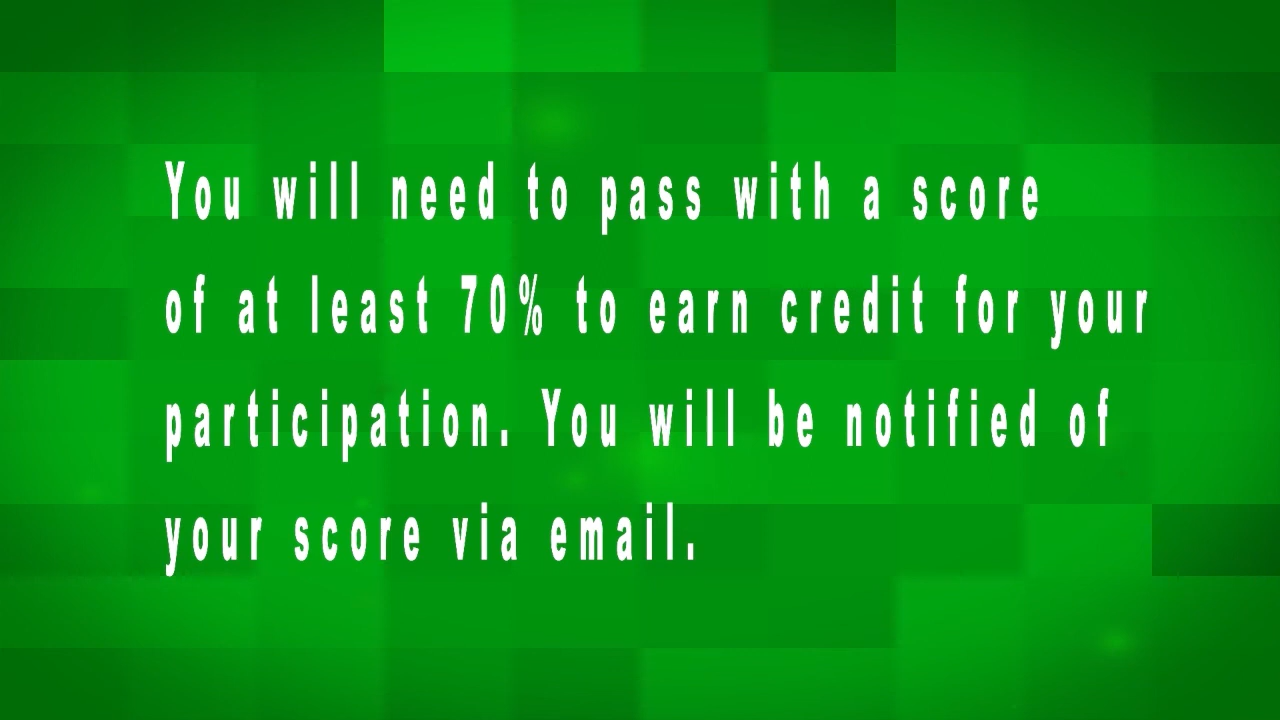 You will need to pass with a score
of at least 70% to earn credit for your
participation. You will be notified of
your score via email.